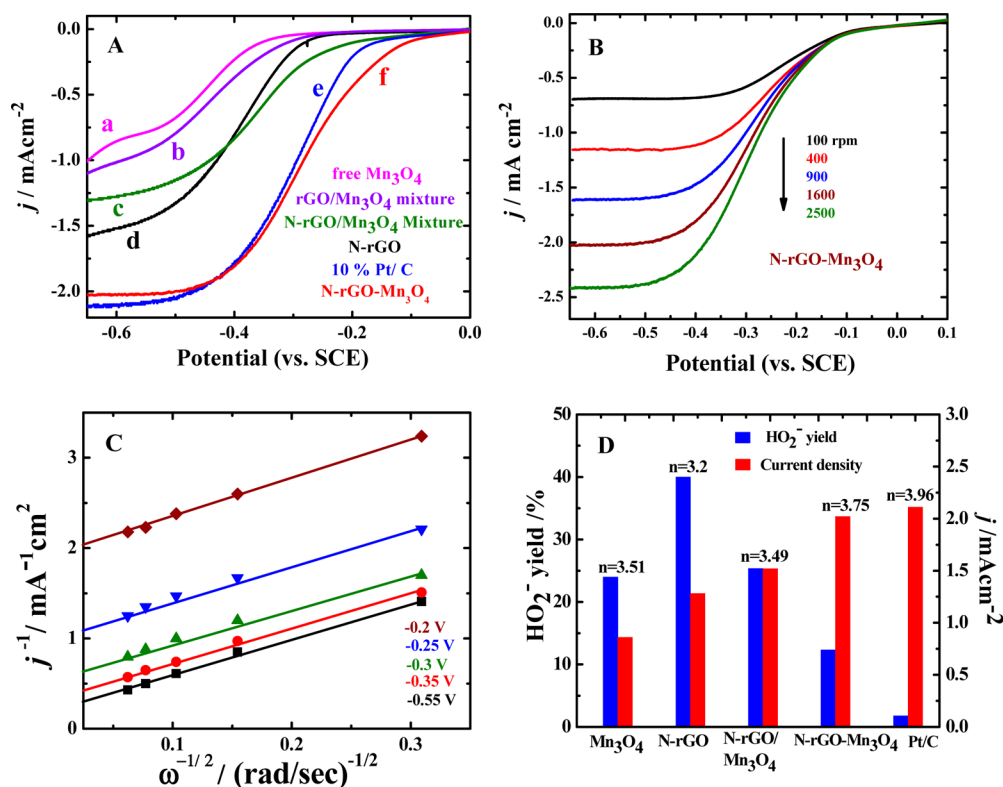 A
j / mAcm-2
0.0
-0.5
-1.0
-1.5
-2.0
a
b
c
d
e
f
free Mn3O4
rGO/Mn3O4 mixture
N-rGO/Mn3O4 Mixture
N-rGO
10 % Pt/ C
N-rGO-Mn3O4
-0.6 -0.4 -0.2 0.0
Potential (vs. SCE)
B
j / mA cm-2
0.0
-0.5
-1.0
-1.5
-2.0
-2.5
100 rpm
400
900
1600
2500
N-rGO-Mn3O4
-0.6 -0.5 -0.4 -0.3 -0.2 -0.1 0.0 0.1
Potential (vs. SCE)
C
j-1/ mA-1cm2
3
2
1
0
-0.2 V
-0.25 V
-0.3 V
-0.35 V
-0.55 V
0.1 0.2 0.3
ω-1/2 / (rad/sec)-1/2
D
HO2- yield /%
50
40
30
20
10
0
HO2- yield
Current density
n=3.51
n=3.2
n=3.49
n=3.75
n=3.96
3.0
2.5
2.0
1.5
1.0
0.5
0.0
j /mAcm-2
Mn3O4 N-rGO N-rGO/ N-rGO-Mn3O4 Pt/C
Mn3O4